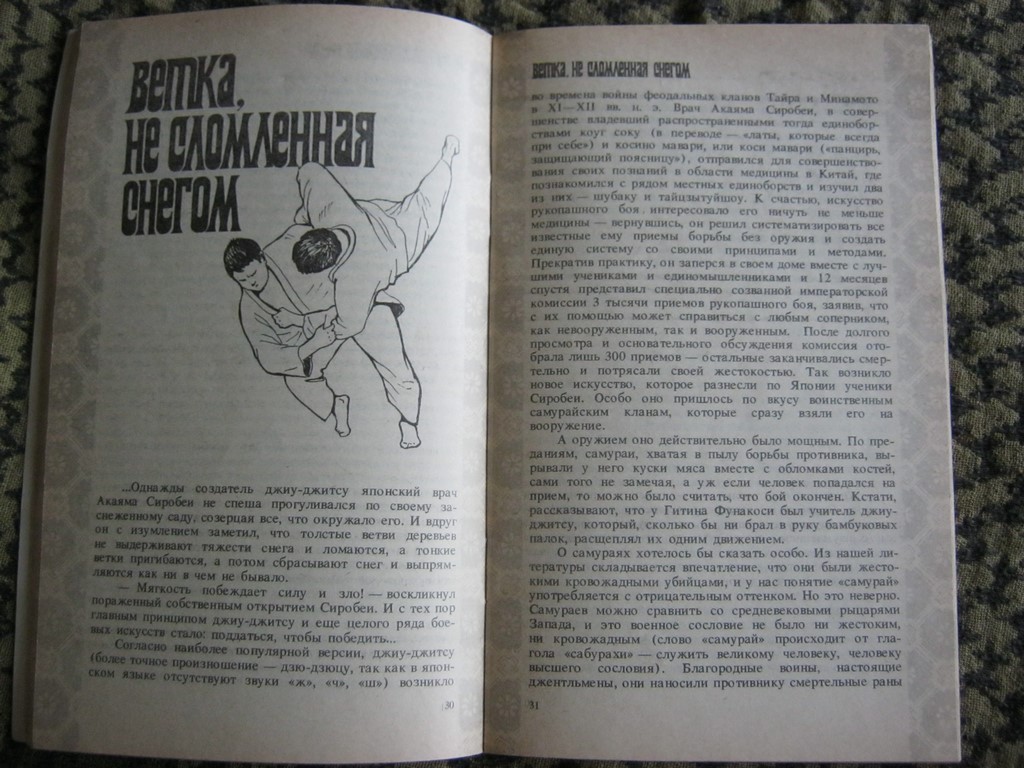 Ветка,
не сломленная
снегом
...Однажды создатель джиу-джитсу японский врач
Акаяма Сиробеи не спеша прогуливался по своему за-
снеженному саду, созерцая все, что окружало его. И вдруг
он с изумлением заметил, что толстые ветви деревьев
не выдерживают тяжести снега и ломаются, а тонкие
ветки пригибаются, а потом сбрасывают снег и выпрям-
ляются как ни в чем не бывало.
— Мягкость побеждает силу и зло! — воскликнул
пораженный собственным открытием Сиробеи. И с тех пор
главным принципом джиу-джитсу и еще целого ряда бое-
вых искусств стало: поддаться, чтобы победить...
Согласно наиболее популярной версии, джиу-джитсу
(более точное произношение — дзю-дзюцу, так как в япон-
ском языке отсутствуют звуки «ж», «ч», «ш») возникло
30
Ветка, не сломленная снегом
во времена войны феодальных кланов Тайра и Минамото
в XI—XII вв. н. э. Врач Акаяма Сиробеи, в совер-
шенстве владевший распространенными тогда единобор-
ствами коуг соку (в переводе — «латы, которые всегда
при себе») и косино мавари, или коси мавари («панцирь,
защищающий поясницу»), отправился для совершенство-
вания своих познаний в области медицины в Китай, где
познакомился с рядом местных единоборств и изучил два
из них — шубаку и тайцзытуйшоу. К счастью, искусство
рукопашного боя интересовало его ничуть не меньше
медицины — вернувшись, он решил систематизировать все
известные ему приемы борьбы без оружия и создать
единую систему со своими принципами и методами.
Прекратив практику, он заперся в своем доме вместе с луч-
шими учениками и единомышленниками и 12 месяцев
спустя представил специально созванной императорской
комиссии 3 тысячи приемов рукопашного боя, заявив, что
с их помощью может справиться с любым соперником,
как невооруженным, так и вооруженным. После долгого
просмотра и основательного обсуждения комиссия ото-
брала лишь 300 приемов — остальные заканчивались смер-
тельно и потрясали своей жестокостью. Так возникло
новое искусство, которое разнесли по Японии ученики
Сиробеи. Особо оно пришлось по вкусу воинственным
самурайским кланам, которые сразу взяли его на
вооружение.
А оружием оно действительно было мощным. По пре-
даниям, самураи, хватая в пылу борьбы противника, вы-
рывали у него куски мяса вместе с обломками костей,
сами того не замечая, а уж если человек попадался на
прием, то можно было считать, что бой окончен. Кстати,
рассказывают, что у Гитина Фунакоси был учитель джиу-
джитсу, который, сколько бы ни брал в руку бамбуковых
палок, расщеплял их одним движением.
О самураях хотелось бы сказать особо. Из нашей ли-
тературы складывается впечатление, что они были жесто-
кими кровожадными убийцами, и у нас понятие «самурай»
употребляется с отрицательным оттенком. Но это неверно.
Самураев можно сравнить со средневековыми рыцарями
Запада, и это военное сословие не было ни жестоким,
ни кровожадным (слово «самурай» происходит от гла-
гола «сабурахи» — служить великому человеку, человеку
высшего сословия). Благородные воины, настоящие
джентльмены, они наносили противнику смертельные раны
31